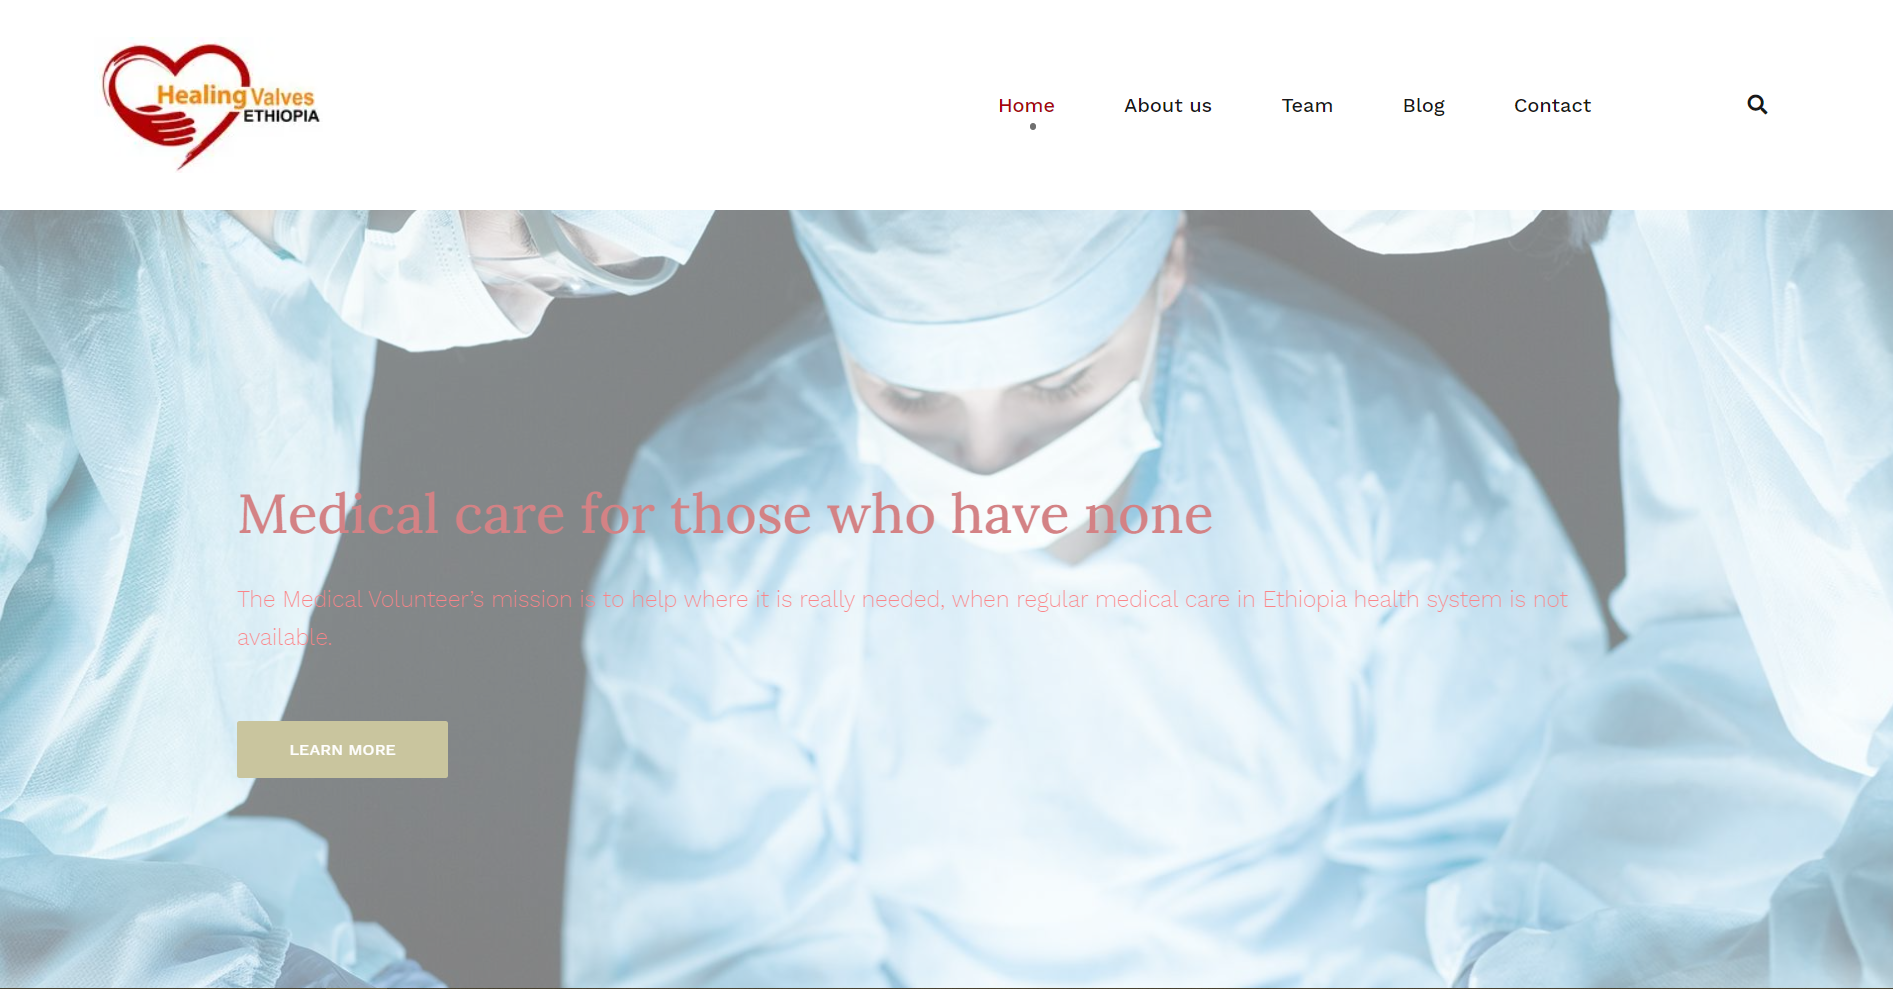 Healing Valves
ETHIOPIA
Home About us Team Blog Contact
Medical care for those who have none
The Medical Volunteer’s mission is to help where it is really needed, when regular medical care in Ethiopia health system is not
available.
LEARN MORE